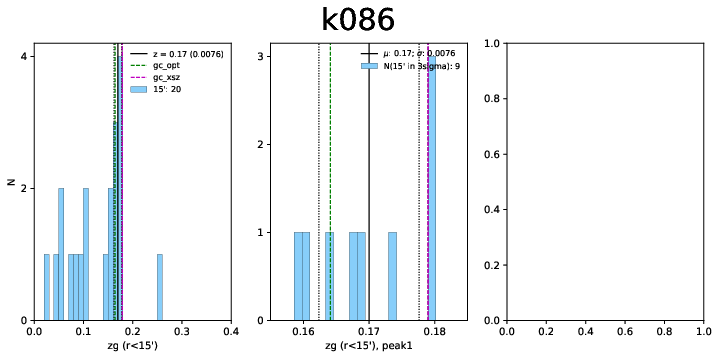 k086
z = 0.17 (0.0076)
gc_opt
gc_xsz
15': 20
N
4
2
0
0.0 0.1 0.2 0.3 0.4
zg (r<15')
μ: 0.17; σ: 0.0076
N(15' in 3sigma): 9
3
2
1
0
0.16 0.17 0.18
zg (r<15'), peak1
1.0
0.8
0.6
0.4
0.2
0.0
0.0 0.2 0.4 0.6 0.8 1.0